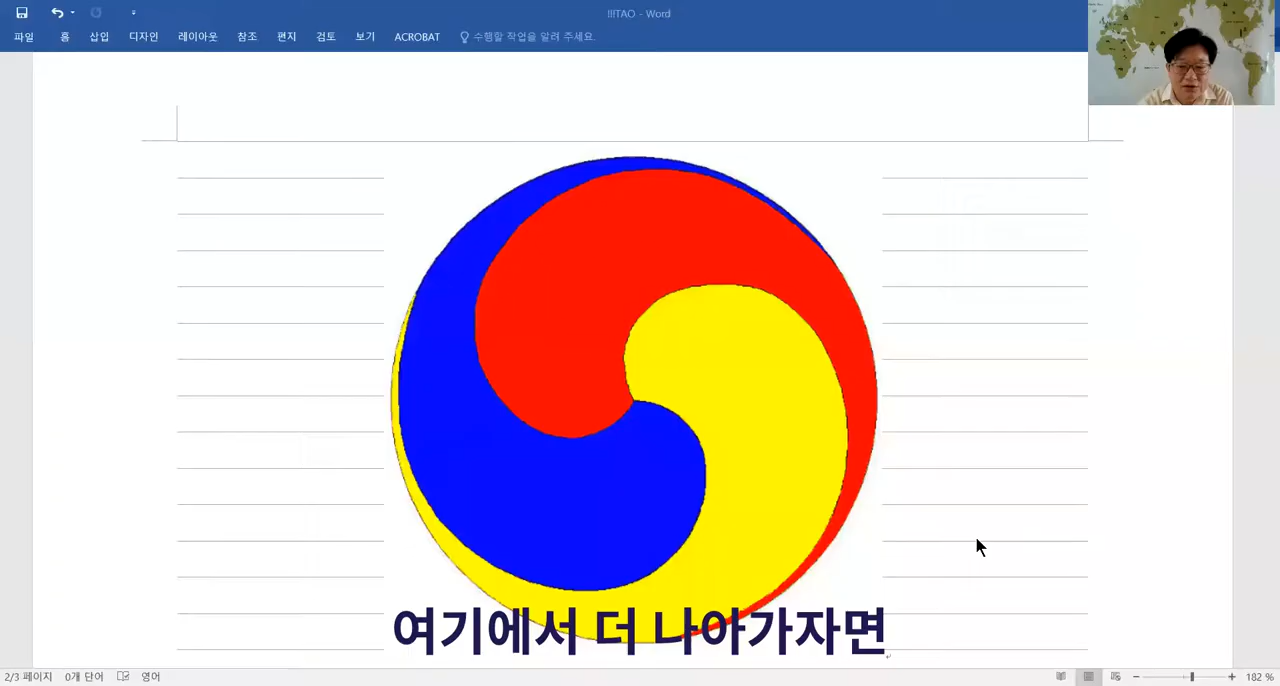 !!!TAO - Word
파일 홈 삽입 디자인 레이아웃 참조 편지 검토 보기 ACROBAT 수행할 작업을 알려 주세요.
여기에서 더 나아가자면
2/3 페이지 0개 단어 영어 182 %